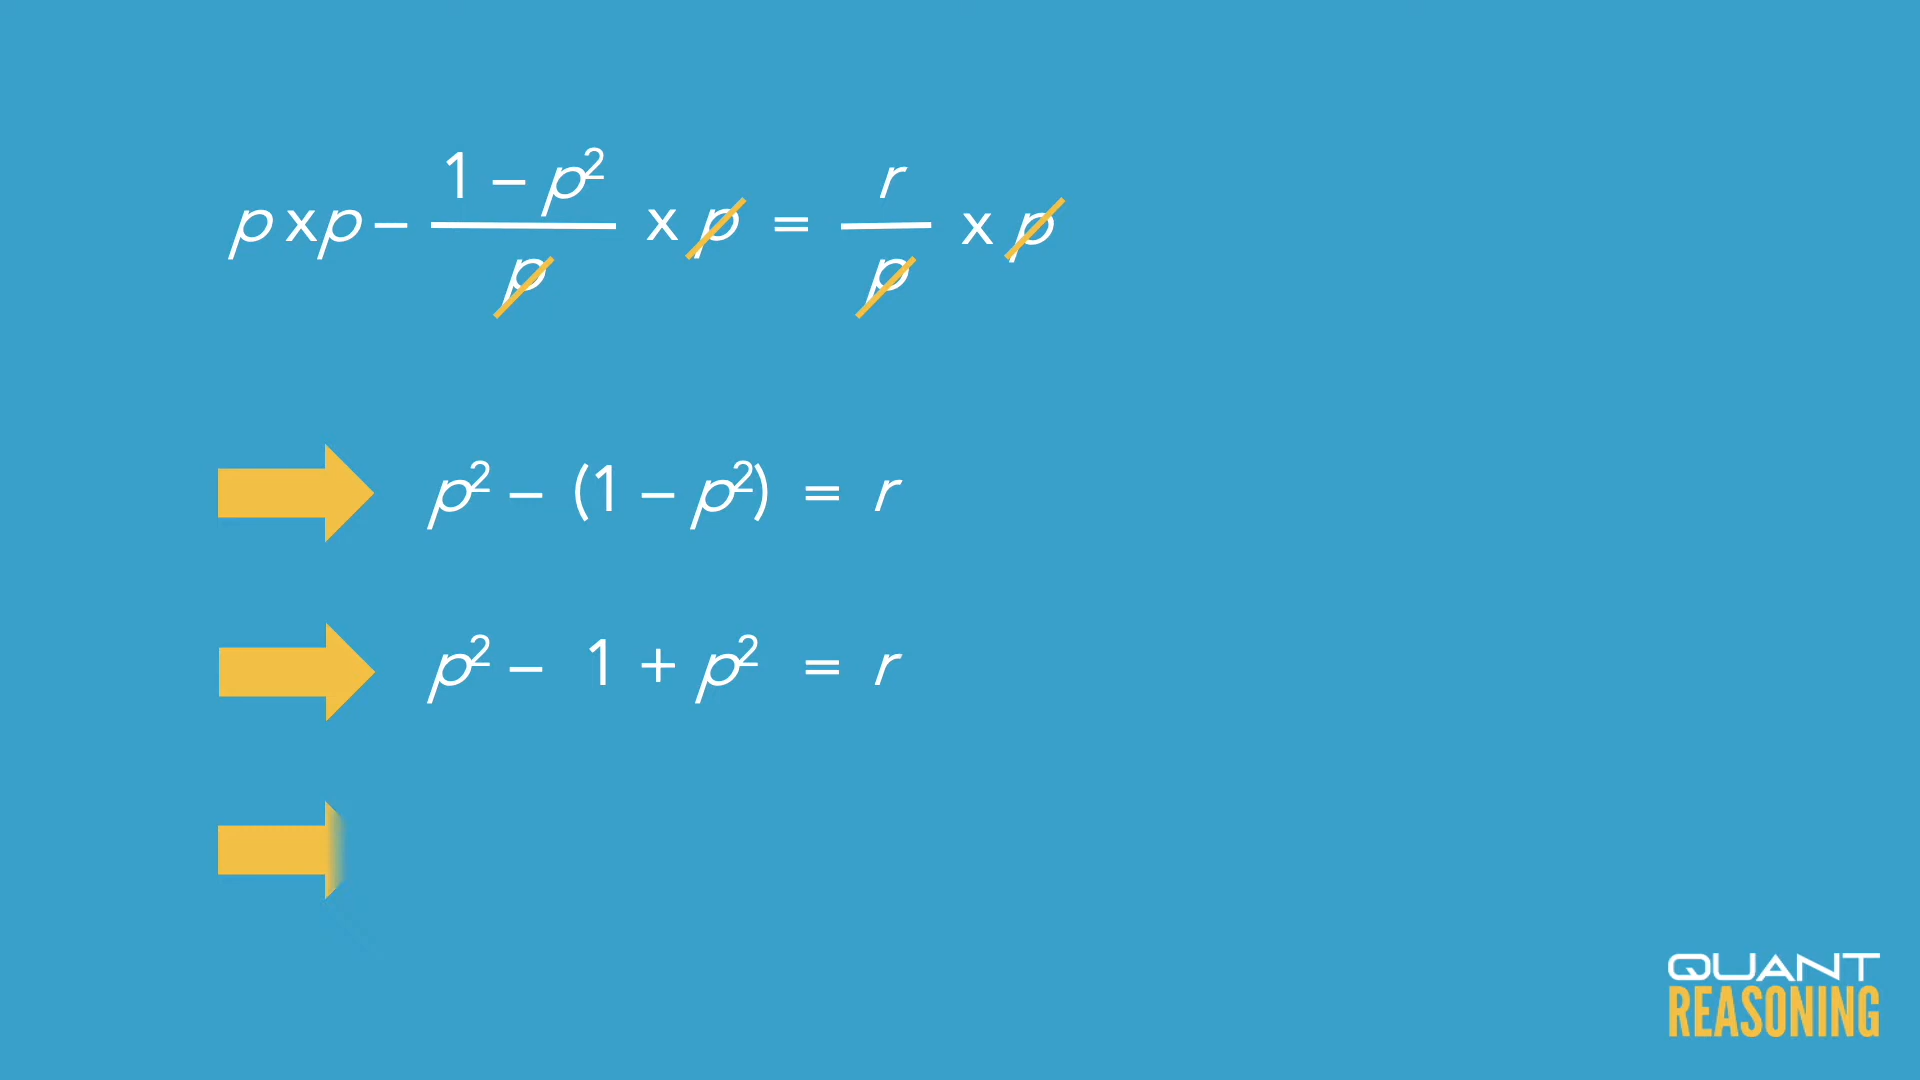 p x p – (1 – p²)/p x p = r/p x p
p² – (1 – p²) = r
p² – 1 + p² = r
QUANT
REASONING